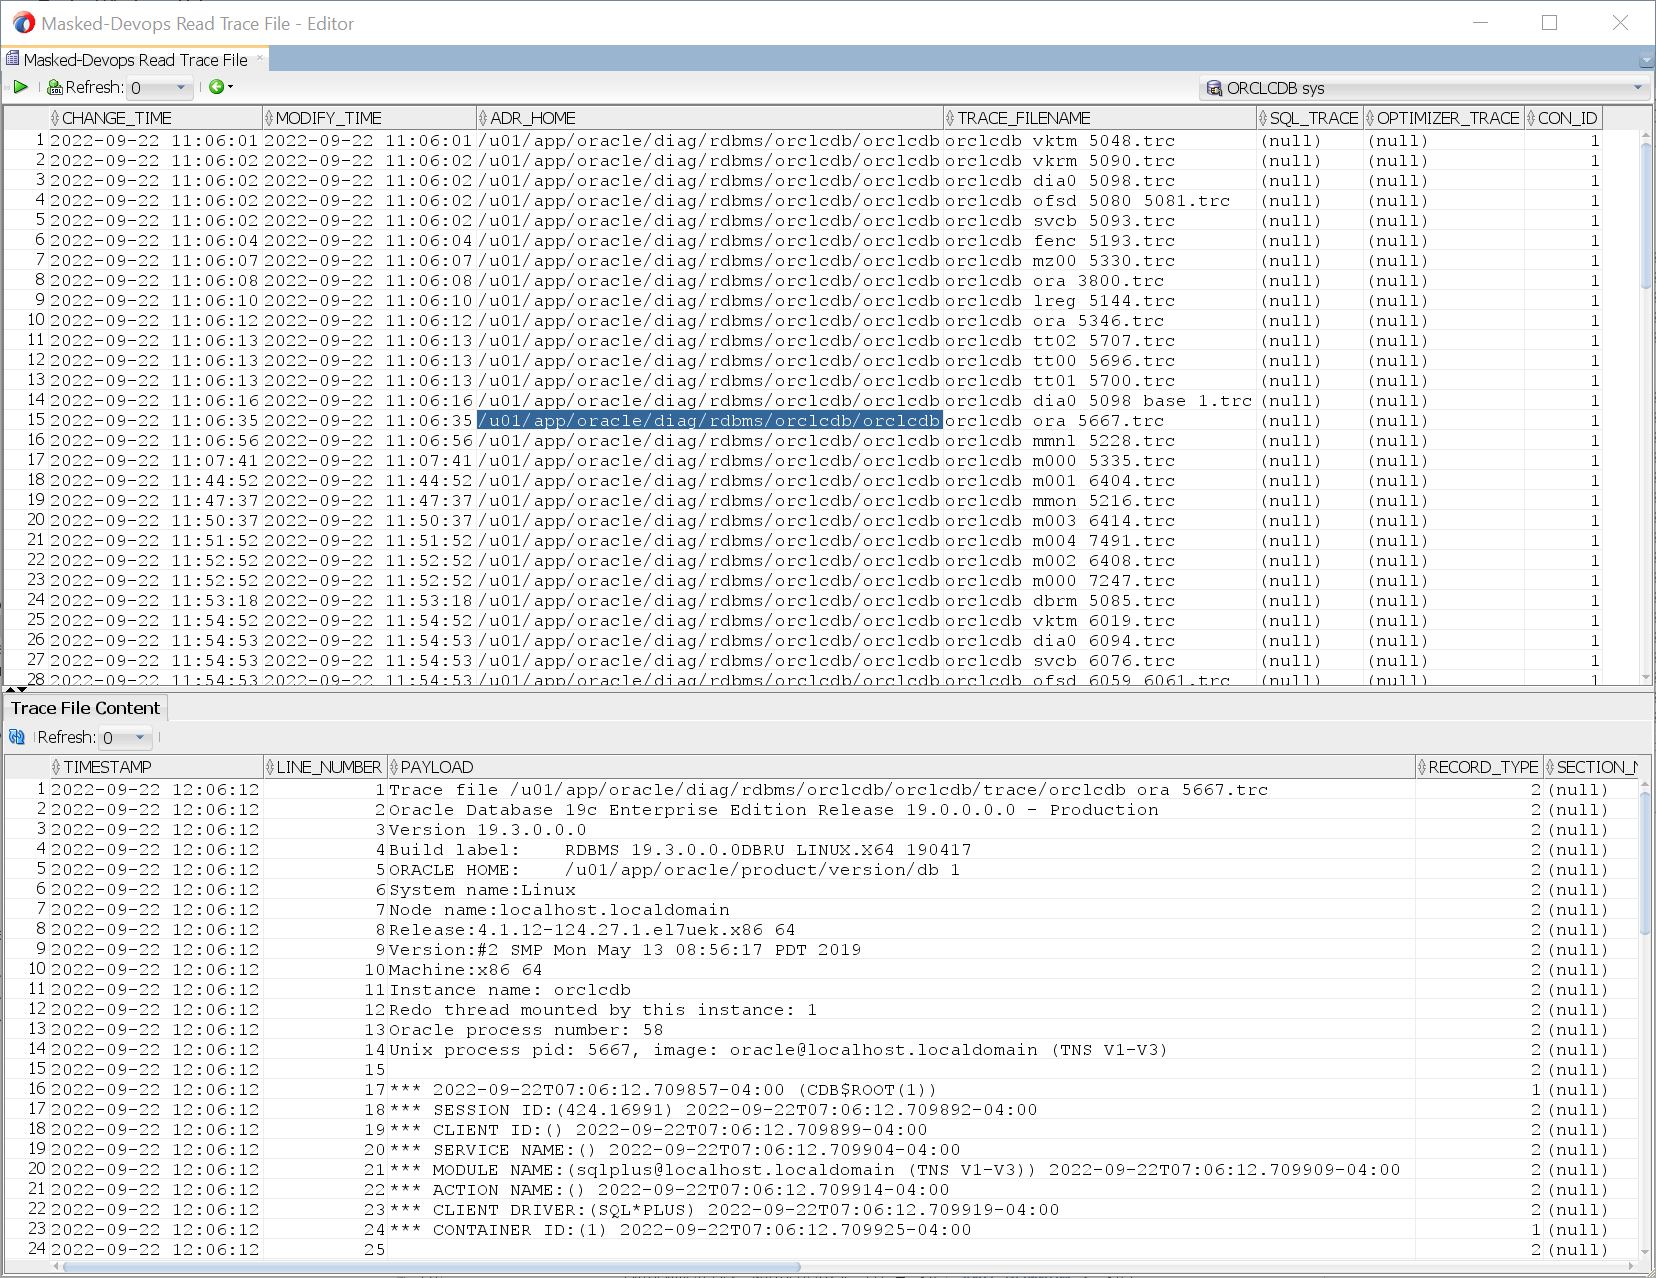 Masked-Devops Read Trace File - Editor
Masked-Devops Read Trace File
Refresh: 0
ORCLCDB sys
CHANGE_TIME MODIFY_TIME ADR_HOME TRACE_FILENAME SQL_TRACE OPTIMIZER_TRACE CON_ID
1 2022-09-22 11:06:01 2022-09-22 11:06:01 /u01/app/oracle/diag/rdbms/orclcdb/orclcdb orclcdb vktm 5048.trc (null) (null) 1
2 2022-09-22 11:06:02 2022-09-22 11:06:02 /u01/app/oracle/diag/rdbms/orclcdb/orclcdb orclcdb vkrm 5090.trc (null) (null) 1
3 2022-09-22 11:06:02 2022-09-22 11:06:02 /u01/app/oracle/diag/rdbms/orclcdb/orclcdb orclcdb dia0 5098.trc (null) (null) 1
4 2022-09-22 11:06:02 2022-09-22 11:06:02 /u01/app/oracle/diag/rdbms/orclcdb/orclcdb orclcdb ofsd 5080 5081.trc (null) (null) 1
5 2022-09-22 11:06:02 2022-09-22 11:06:02 /u01/app/oracle/diag/rdbms/orclcdb/orclcdb orclcdb svcb 5093.trc (null) (null) 1
6 2022-09-22 11:06:04 2022-09-22 11:06:04 /u01/app/oracle/diag/rdbms/orclcdb/orclcdb orclcdb fenc 5193.trc (null) (null) 1
7 2022-09-22 11:06:07 2022-09-22 11:06:07 /u01/app/oracle/diag/rdbms/orclcdb/orclcdb orclcdb mz00 5330.trc (null) (null) 1
8 2022-09-22 11:06:08 2022-09-22 11:06:08 /u01/app/oracle/diag/rdbms/orclcdb/orclcdb orclcdb ora 3800.trc (null) (null) 1
9 2022-09-22 11:06:10 2022-09-22 11:06:10 /u01/app/oracle/diag/rdbms/orclcdb/orclcdb orclcdb lreg 5144.trc (null) (null) 1
10 2022-09-22 11:06:12 2022-09-22 11:06:12 /u01/app/oracle/diag/rdbms/orclcdb/orclcdb orclcdb ora 5346.trc (null) (null) 1
11 2022-09-22 11:06:13 2022-09-22 11:06:13 /u01/app/oracle/diag/rdbms/orclcdb/orclcdb orclcdb tt02 5707.trc (null) (null) 1
12 2022-09-22 11:06:13 2022-09-22 11:06:13 /u01/app/oracle/diag/rdbms/orclcdb/orclcdb orclcdb tt00 5696.trc (null) (null) 1
13 2022-09-22 11:06:13 2022-09-22 11:06:13 /u01/app/oracle/diag/rdbms/orclcdb/orclcdb orclcdb tt01 5700.trc (null) (null) 1
14 2022-09-22 11:06:16 2022-09-22 11:06:16 /u01/app/oracle/diag/rdbms/orclcdb/orclcdb orclcdb dia0 5098 base 1.trc (null) (null) 1
15 2022-09-22 11:06:35 2022-09-22 11:06:35 /u01/app/oracle/diag/rdbms/orclcdb/orclcdb orclcdb ora 5667.trc (null) (null) 1
16 2022-09-22 11:06:56 2022-09-22 11:06:56 /u01/app/oracle/diag/rdbms/orclcdb/orclcdb orclcdb mmnl 5228.trc (null) (null) 1
17 2022-09-22 11:07:41 2022-09-22 11:07:41 /u01/app/oracle/diag/rdbms/orclcdb/orclcdb orclcdb m000 5335.trc (null) (null) 1
18 2022-09-22 11:44:52 2022-09-22 11:44:52 /u01/app/oracle/diag/rdbms/orclcdb/orclcdb orclcdb m001 6404.trc (null) (null) 1
19 2022-09-22 11:47:37 2022-09-22 11:47:37 /u01/app/oracle/diag/rdbms/orclcdb/orclcdb orclcdb mmon 5216.trc (null) (null) 1
20 2022-09-22 11:50:37 2022-09-22 11:50:37 /u01/app/oracle/diag/rdbms/orclcdb/orclcdb orclcdb m003 6414.trc (null) (null) 1
21 2022-09-22 11:51:52 2022-09-22 11:51:52 /u01/app/oracle/diag/rdbms/orclcdb/orclcdb orclcdb m004 7491.trc (null) (null) 1
22 2022-09-22 11:52:52 2022-09-22 11:52:52 /u01/app/oracle/diag/rdbms/orclcdb/orclcdb orclcdb m002 6408.trc (null) (null) 1
23 2022-09-22 11:52:52 2022-09-22 11:52:52 /u01/app/oracle/diag/rdbms/orclcdb/orclcdb orclcdb m000 7247.trc (null) (null) 1
24 2022-09-22 11:53:18 2022-09-22 11:53:18 /u01/app/oracle/diag/rdbms/orclcdb/orclcdb orclcdb dbrm 5085.trc (null) (null) 1
25 2022-09-22 11:54:52 2022-09-22 11:54:52 /u01/app/oracle/diag/rdbms/orclcdb/orclcdb orclcdb vktm 6019.trc (null) (null) 1
26 2022-09-22 11:54:53 2022-09-22 11:54:53 /u01/app/oracle/diag/rdbms/orclcdb/orclcdb orclcdb dia0 6094.trc (null) (null) 1
27 2022-09-22 11:54:53 2022-09-22 11:54:53 /u01/app/oracle/diag/rdbms/orclcdb/orclcdb orclcdb svcb 6076.trc (null) (null) 1
28 2022-09-22 11:54:53 2022-09-22 11:54:53 /u01/app/oracle/diag/rdbms/orclcdb/orclcdb orclcdb ofsd 6059 6061.trc (null) (null) 1
Trace File Content
Refresh: 0
TIMESTAMP LINE_NUMBER PAYLOAD RECORD_TYPE SECTION_N
1 2022-09-22 12:06:12 1 Trace file /u01/app/oracle/diag/rdbms/orclcdb/orclcdb/trace/orclcdb ora 5667.trc 2 (null)
2 2022-09-22 12:06:12 2 Oracle Database 19c Enterprise Edition Release 19.0.0.0.0 - Production 2 (null)
3 2022-09-22 12:06:12 3 Version 19.3.0.0.0 2 (null)
4 2022-09-22 12:06:12 4 Build label:    RDBMS 19.3.0.0.0DBRU LINUX.X64 190417 2 (null)
5 2022-09-22 12:06:12 5 ORACLE HOME:    /u01/app/oracle/product/version/db 1 2 (null)
6 2022-09-22 12:06:12 6 System name:Linux 2 (null)
7 2022-09-22 12:06:12 7 Node name:localhost.localdomain 2 (null)
8 2022-09-22 12:06:12 8 Release:4.1.12-124.27.1.el7uek.x86 64 2 (null)
9 2022-09-22 12:06:12 9 Version:#2 SMP Mon May 13 08:56:17 PDT 2019 2 (null)
10 2022-09-22 12:06:12 10 Machine:x86 64 2 (null)
11 2022-09-22 12:06:12 11 Instance name: orclcdb 2 (null)
12 2022-09-22 12:06:12 12 Redo thread mounted by this instance: 1 2 (null)
13 2022-09-22 12:06:12 13 Oracle process number: 58 2 (null)
14 2022-09-22 12:06:12 14 Unix process pid: 5667, image: oracle@localhost.localdomain (TNS V1-V3) 2 (null)
15 2022-09-22 12:06:12 15 2 (null)
16 2022-09-22 12:06:12 17 *** 2022-09-22T07:06:12.709857-04:00 (CDB$ROOT(1)) 1 (null)
17 2022-09-22 12:06:12 18 *** SESSION ID:(424.16991) 2022-09-22T07:06:12.709892-04:00 2 (null)
18 2022-09-22 12:06:12 19 *** CLIENT ID:() 2022-09-22T07:06:12.709899-04:00 2 (null)
19 2022-09-22 12:06:12 20 *** SERVICE NAME:() 2022-09-22T07:06:12.709904-04:00 2 (null)
20 2022-09-22 12:06:12 21 *** MODULE NAME:(sqlplus@localhost.localdomain (TNS V1-V3)) 2022-09-22T07:06:12.709909-04:00 2 (null)
21 2022-09-22 12:06:12 22 *** ACTION NAME:() 2022-09-22T07:06:12.709914-04:00 2 (null)
22 2022-09-22 12:06:12 23 *** CLIENT DRIVER:(SQL*PLUS) 2022-09-22T07:06:12.709919-04:00 2 (null)
23 2022-09-22 12:06:12 24 *** CONTAINER ID:(1) 2022-09-22T07:06:12.709925-04:00 1 (null)
24 2022-09-22 12:06:12 25 2 (null)